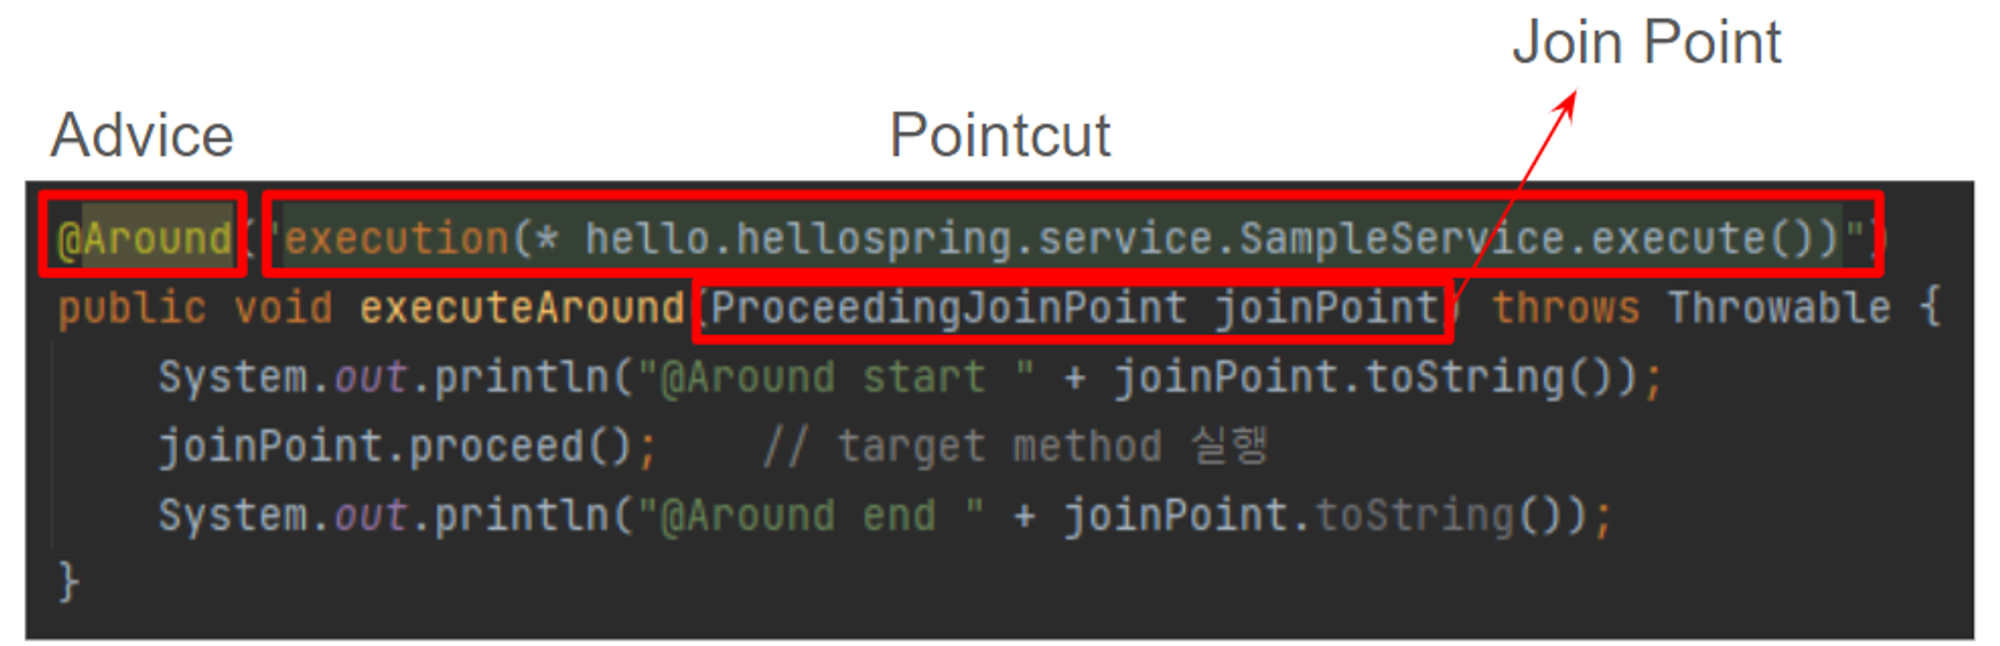 Join Point
Advice
Pointcut
@Around("execution(* hello.hellospring.service.SampleService.execute())")
public void executeAround(ProceedingJoinPoint joinPoint) throws Throwable {
System.out.println("@Around start " + joinPoint.toString());
joinPoint.proceed(); // target method 실행
System.out.println("@Around end " + joinPoint.toString());
}